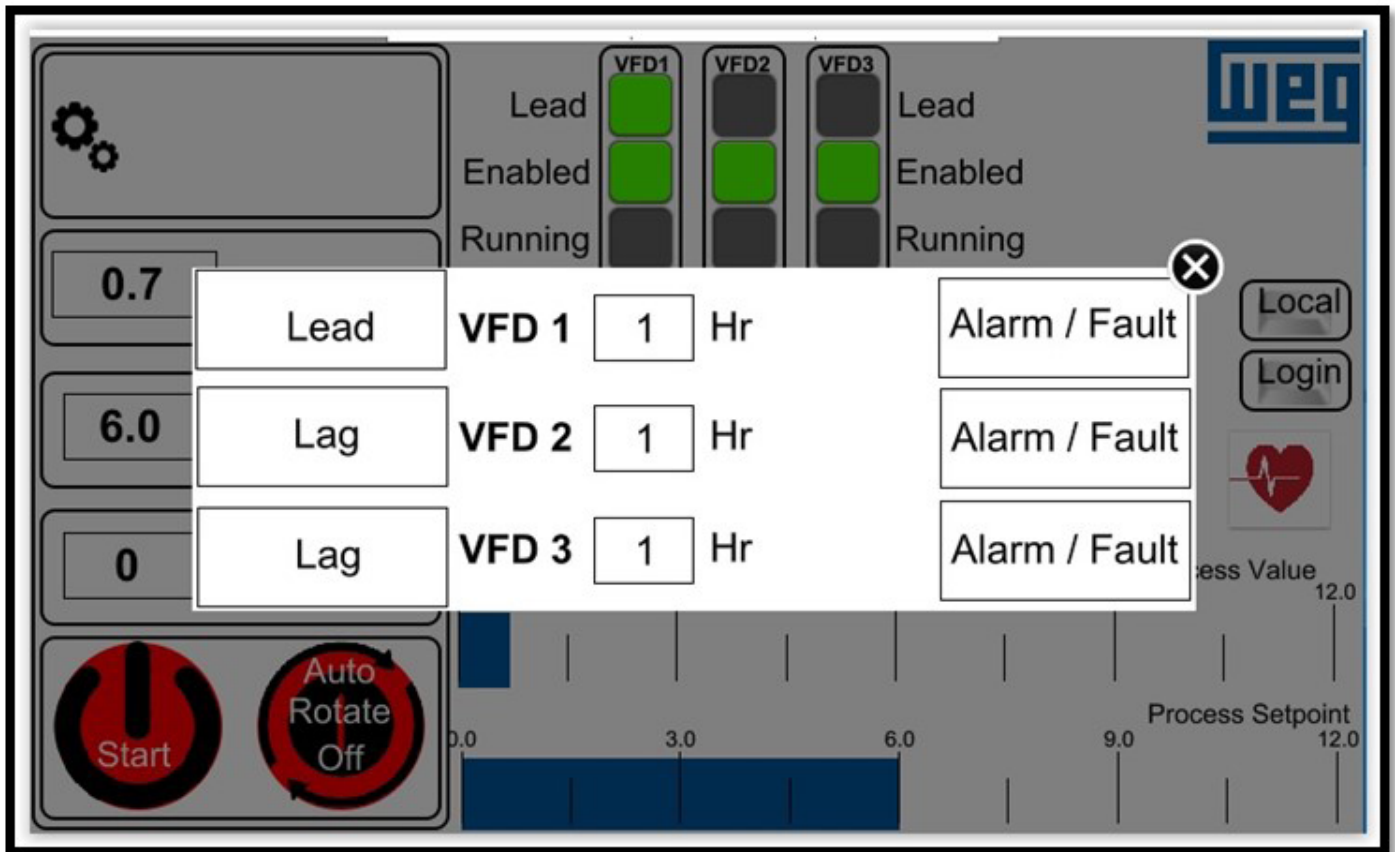 VFD1 VFD2 VFD3
weg
Lead Lead
Enabled Enabled
Running Running
0.7
Local
Lead VFD 1 1 Hr Alarm / Fault
Login
6.0
Lag VFD 2 1 Hr Alarm / Fault
0
Lag VFD 3 1 Hr Alarm / Fault
ess Value
12.0
Auto
Rotate
Off
Start
Process Setpoint
0.0 3.0 6.0 9.0 12.0